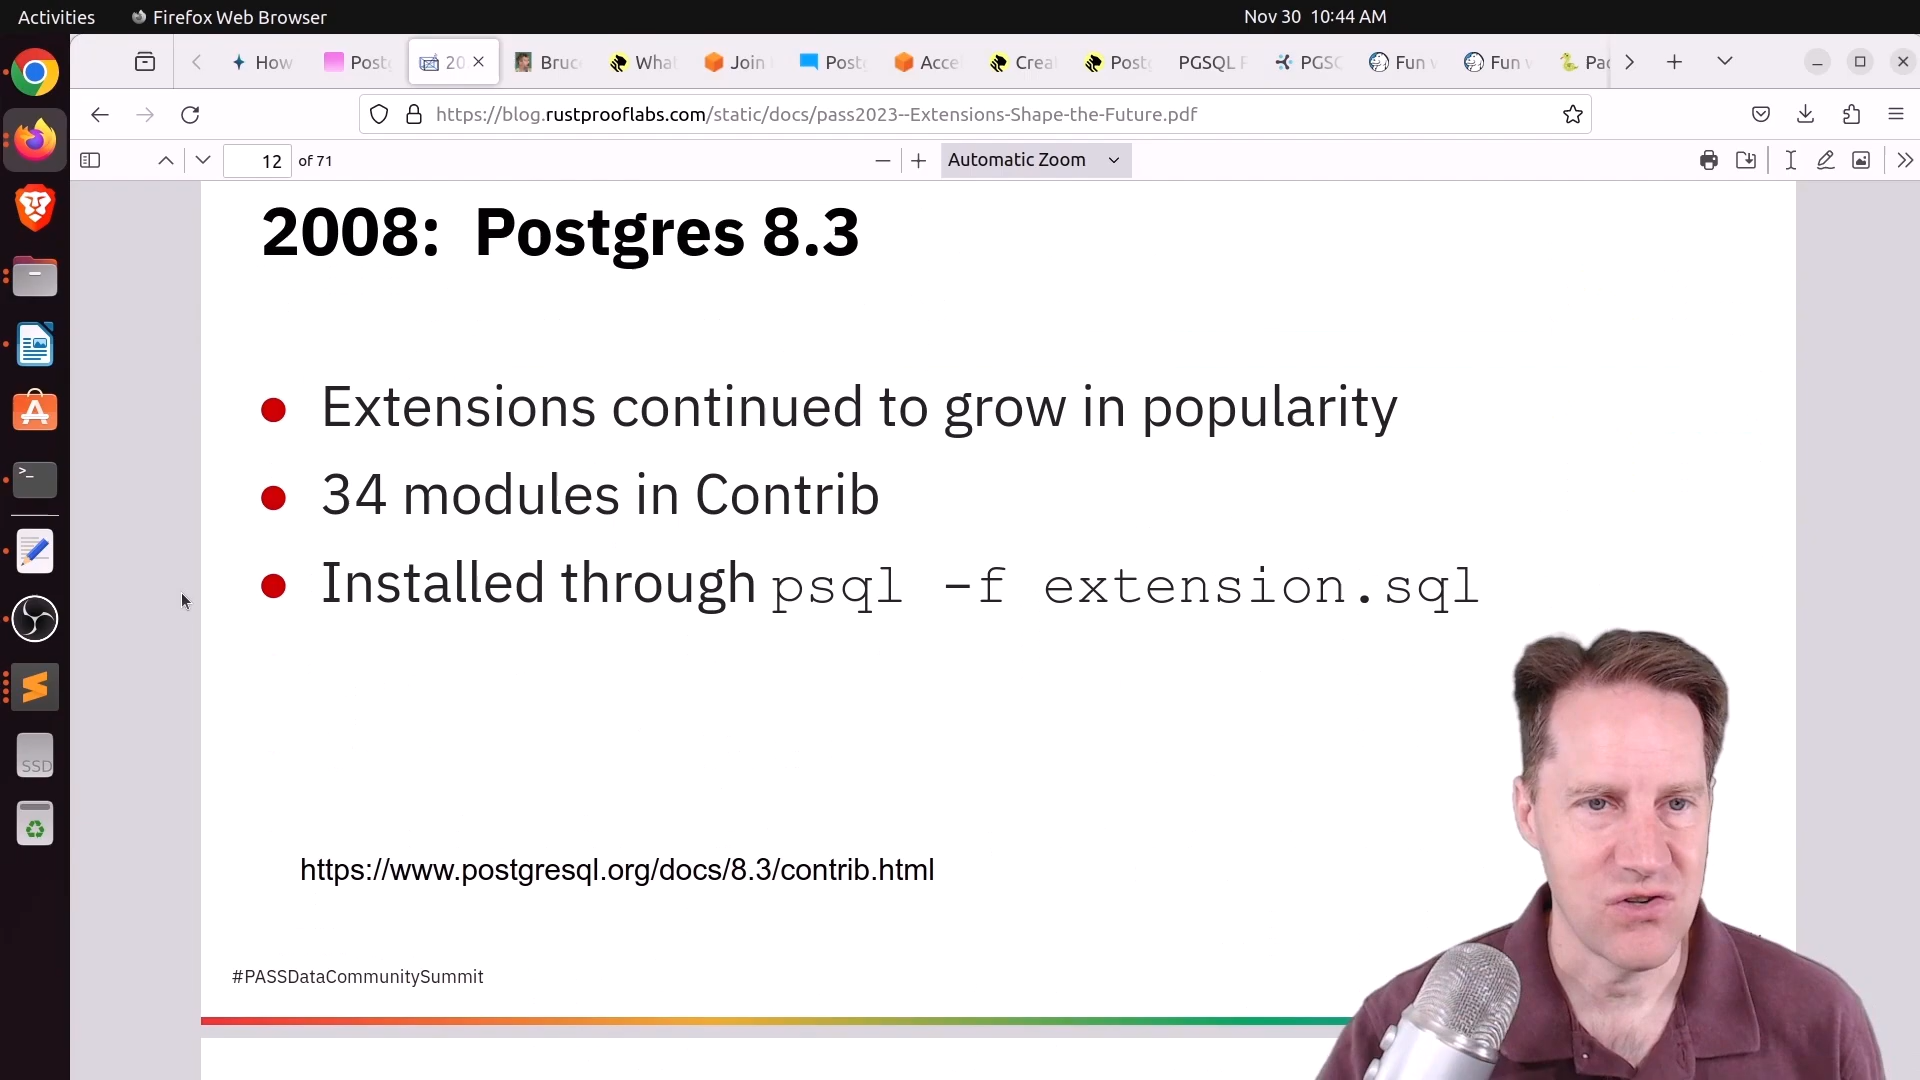 Activities
Firefox Web Browser
Nov 30 10:44 AM
How
Post
20
Bruc
What
Join
Post
Acce
Crea
Post
PGSQL
PGSC
Fun
Fun
Pac
https://blog.rustprooflabs.com/static/docs/pass2023--Extensions-Shape-the-Future.pdf
12 of 71
Automatic Zoom
2008: Postgres 8.3
Extensions continued to grow in popularity
34 modules in Contrib
Installed through psql -f extension.sql
https://www.postgresql.org/docs/8.3/contrib.html
#PASSDataCommunitySummit
SSD